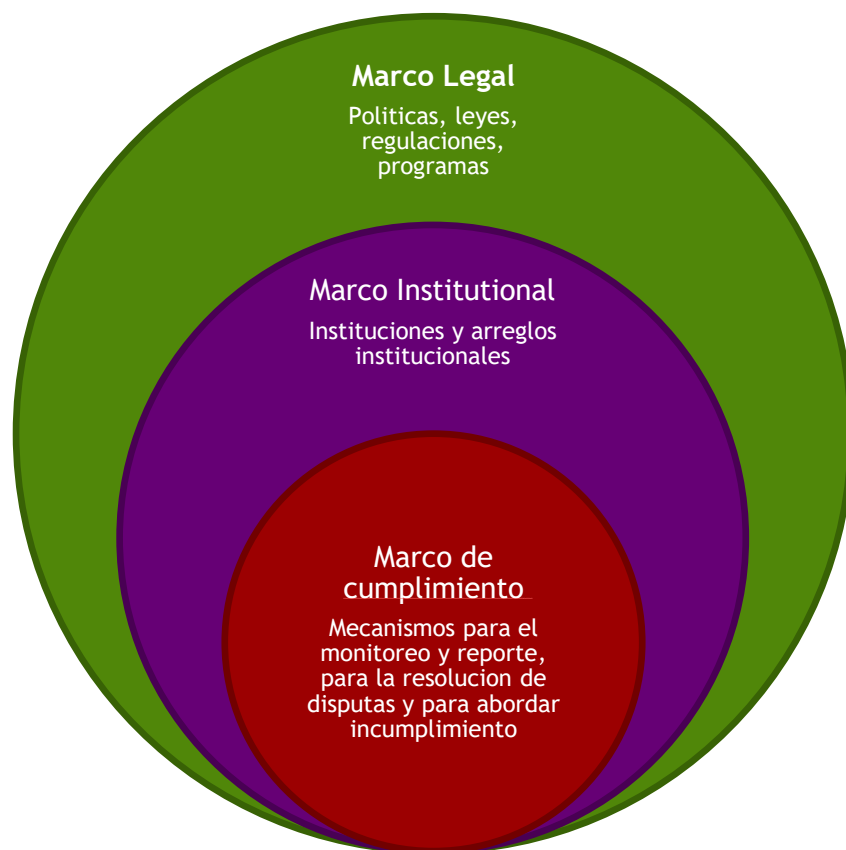 Marco Legal
Politicas, leyes,
regulaciones,
programas
Marco Institutional
Instituciones y arreglos
institucionales
Marco de
cumplimiento
Mecanismos para el
monitoreo y reporte,
para la resolucion de
disputas y para abordar
incumplimiento